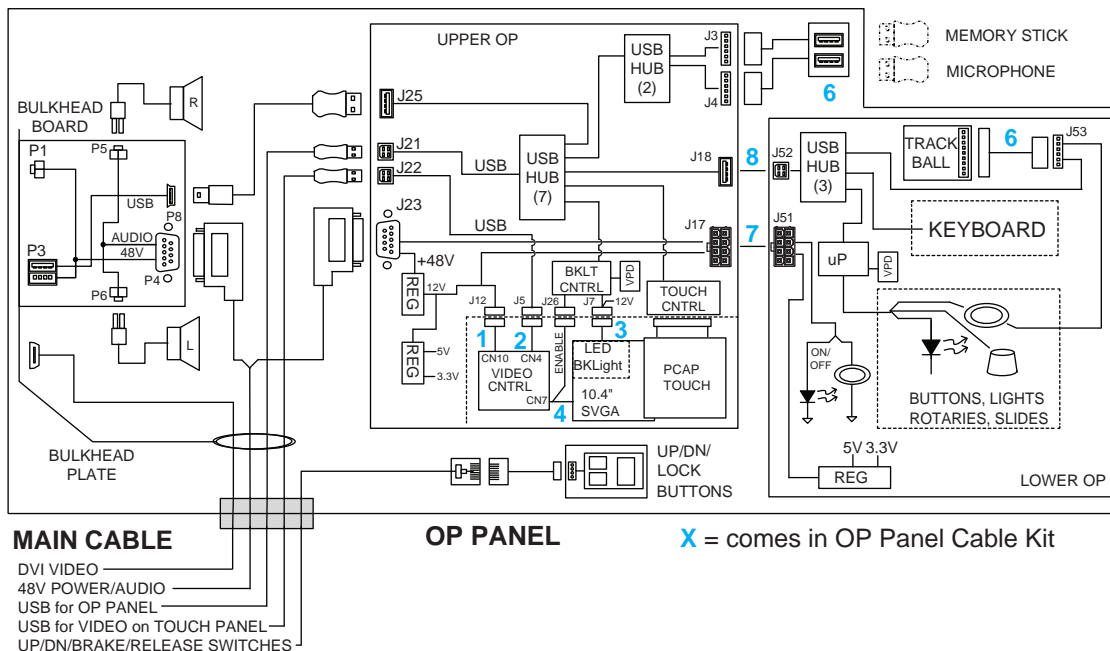 UPPER OP
USB
HUB
(2)
J3
J4
6
MEMORY STICK
MICROPHONE
BULKHEAD
BOARD
R
P1
P5
USB
P8
AUDIO
48V
P3
P4
P6
L
BULKHEAD
PLATE
J25
J21
J22
J23
USB
USB
HUB
(7)
USB
J18
J17
+48V
REG
12V
REG
5V
3.3V
J12
J5
J26
J7
12V
BKLT
CNTRL
VPD
TOUCH
CNTRL
1
2
3
4
CN10
CN4
VIDEO
CNTRL
CN7
ENABLE
LED
BKLight
10.4"
SVGA
PCAP
TOUCH
8
7
J52
J51
USB
HUB
(3)
TRACK
BALL
6
J53
KEYBOARD
uP
VPD
ON/
OFF
BUTTONS, LIGHTS
ROTARIES, SLIDES
5V 3.3V
REG
LOWER OP
UP/DN/
LOCK
BUTTONS
MAIN CABLE
OP PANEL
X = comes in OP Panel Cable Kit
DVI VIDEO
48V POWER/AUDIO
USB for OP PANEL
USB for VIDEO on TOUCH PANEL
UP/DN/BRAKE/RELEASE SWITCHES